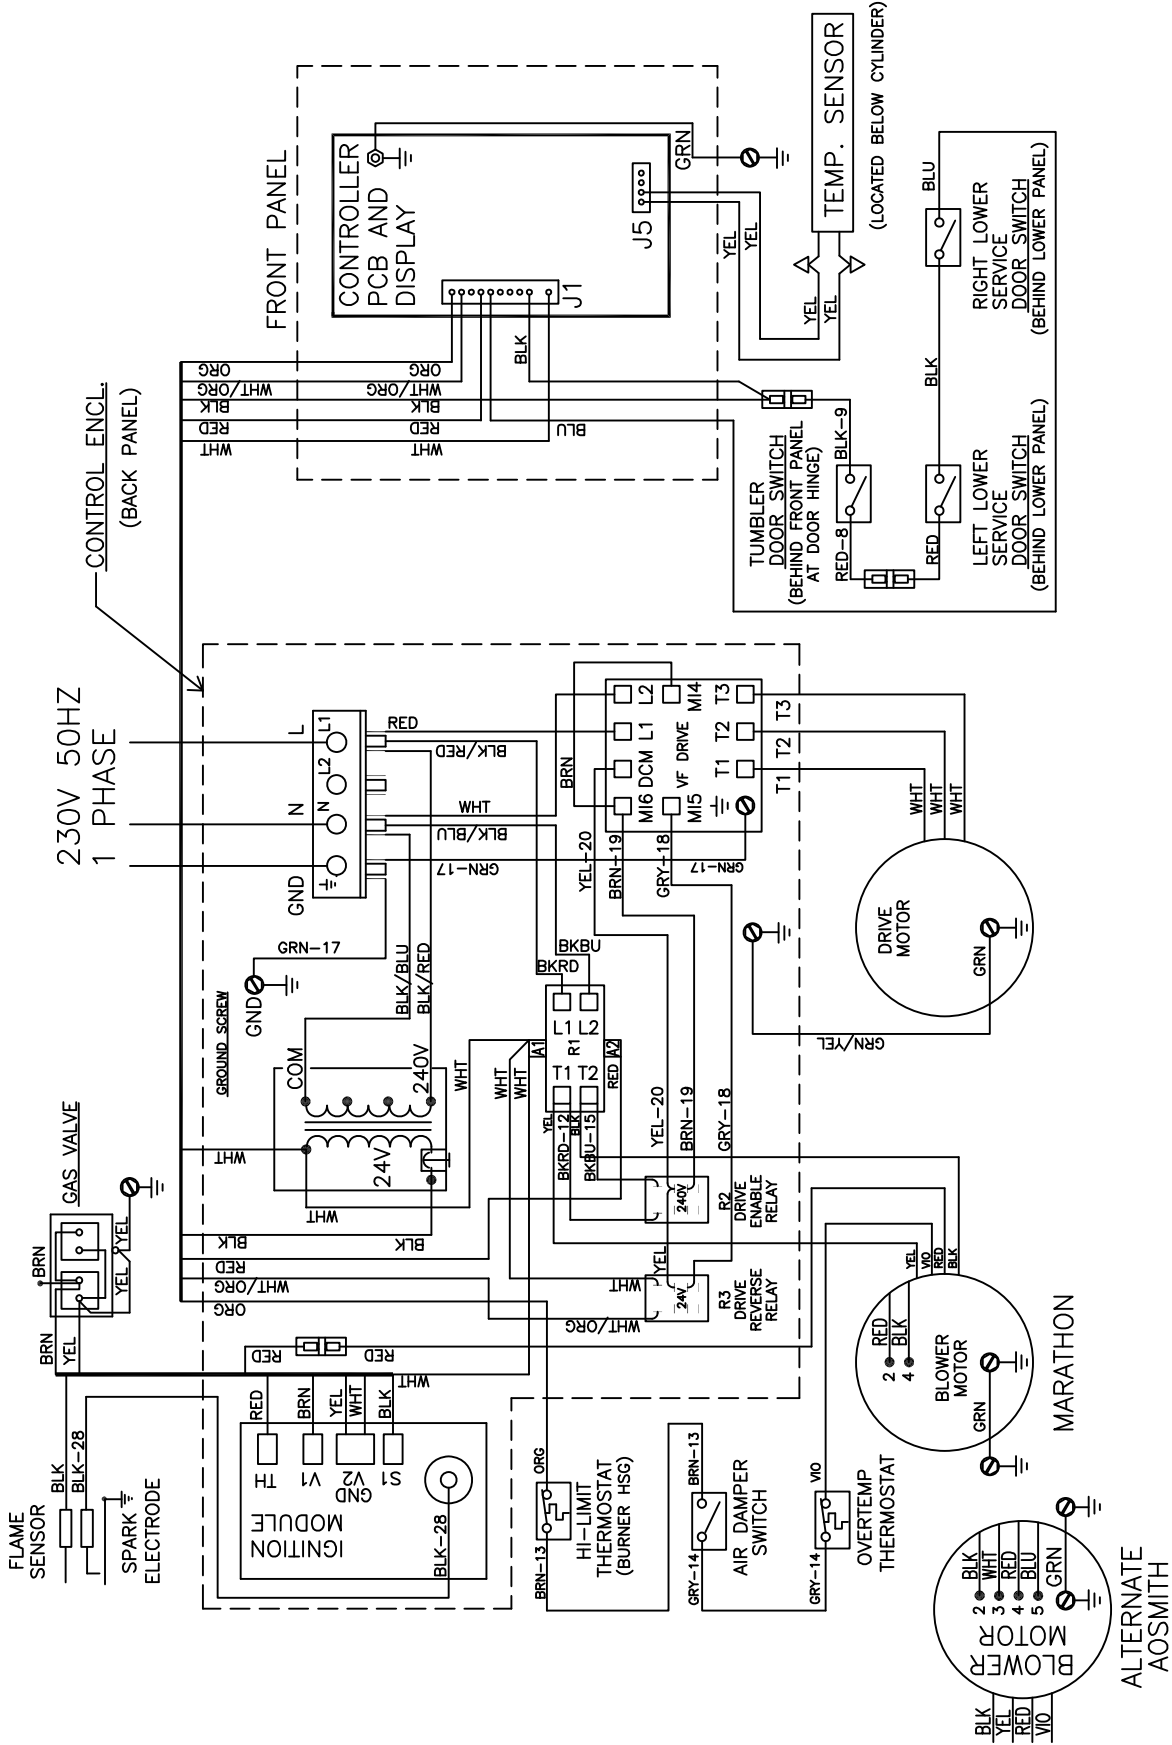 FRONT PANEL
CONTROLLER
PCB AND
DISPLAY
J1
J5
GRN
TEMP. SENSOR
(LOCATED BELOW CYLINDER)
YEL
YEL
YEL
YEL
ORG
WHT/ORG
BLK
RED
WHT
ORG
WHT/ORG
BLK
RED
WHT
BLK
BLU
BLU
RIGHT LOWER
SERVICE
DOOR SWITCH
(BEHIND LOWER PANEL)
BLK
LEFT LOWER
SERVICE
DOOR SWITCH
(BEHIND LOWER PANEL)
RED
TUMBLER
DOOR SWITCH
(BEHIND FRONT PANEL
AT DOOR HINGE)
BLK-9
RED-8
CONTROL ENCL.
(BACK PANEL)
230V 50HZ
1 PHASE
L
N
GND
L1
L2
N
RED
BLK/RED
WHT
BLK/BLU
GRN-17
GRN-17
GND
GROUND SCREW
BLK/BLU
BLK/RED
COM
240V
24V
WHT
WHT
WHT
BLK
BLK
BRN
L2
L1
DCM
MI6
VF DRIVE
MI4
MI5
T3
T2
T1
T3
T2
T1
YEL-20
BRN-19
GRY-18
GRN-17
WHT
WHT
WHT
DRIVE
MOTOR
GRN
GRN/YEL
BKBU
BKRD
L1 L2
R1
T1 T2
A1
A2
RED
WHT
WHT
YEL
BKRD-12
BLK
BKBU-15
YEL-20
BRN-19
GRY-18
240V
R2
DRIVE
ENABLE
RELAY
YEL
24V
R3
DRIVE
REVERSE
RELAY
WHT
WHT/ORG
RED
WHT/ORG
ORG
GAS VALVE
BRN
YEL
YEL
BRN
YEL
RED
RED
WHT
RED
BRN
YEL
WHT
BLK
TH
V1
V2
GND
S1
IGNITION
MODULE
BLK-28
BLK
BLK-28
FLAME
SENSOR
SPARK
ELECTRODE
ORG
HI-LIMIT
THERMOSTAT
(BURNER HSG)
BRN-13
BRN-13
AIR DAMPER
SWITCH
GRY-14
VIO
OVERTEMP
THERMOSTAT
GRY-14
YEL
VIO
RED
BLK
RED
BLK
2
4
BLOWER
MOTOR
GRN
MARATHON
BLK
WHT
RED
BLU
GRN
2
3
4
5
BLOWER
MOTOR
BLK
YEL
RED
VIO
ALTERNATE
AOSMITH